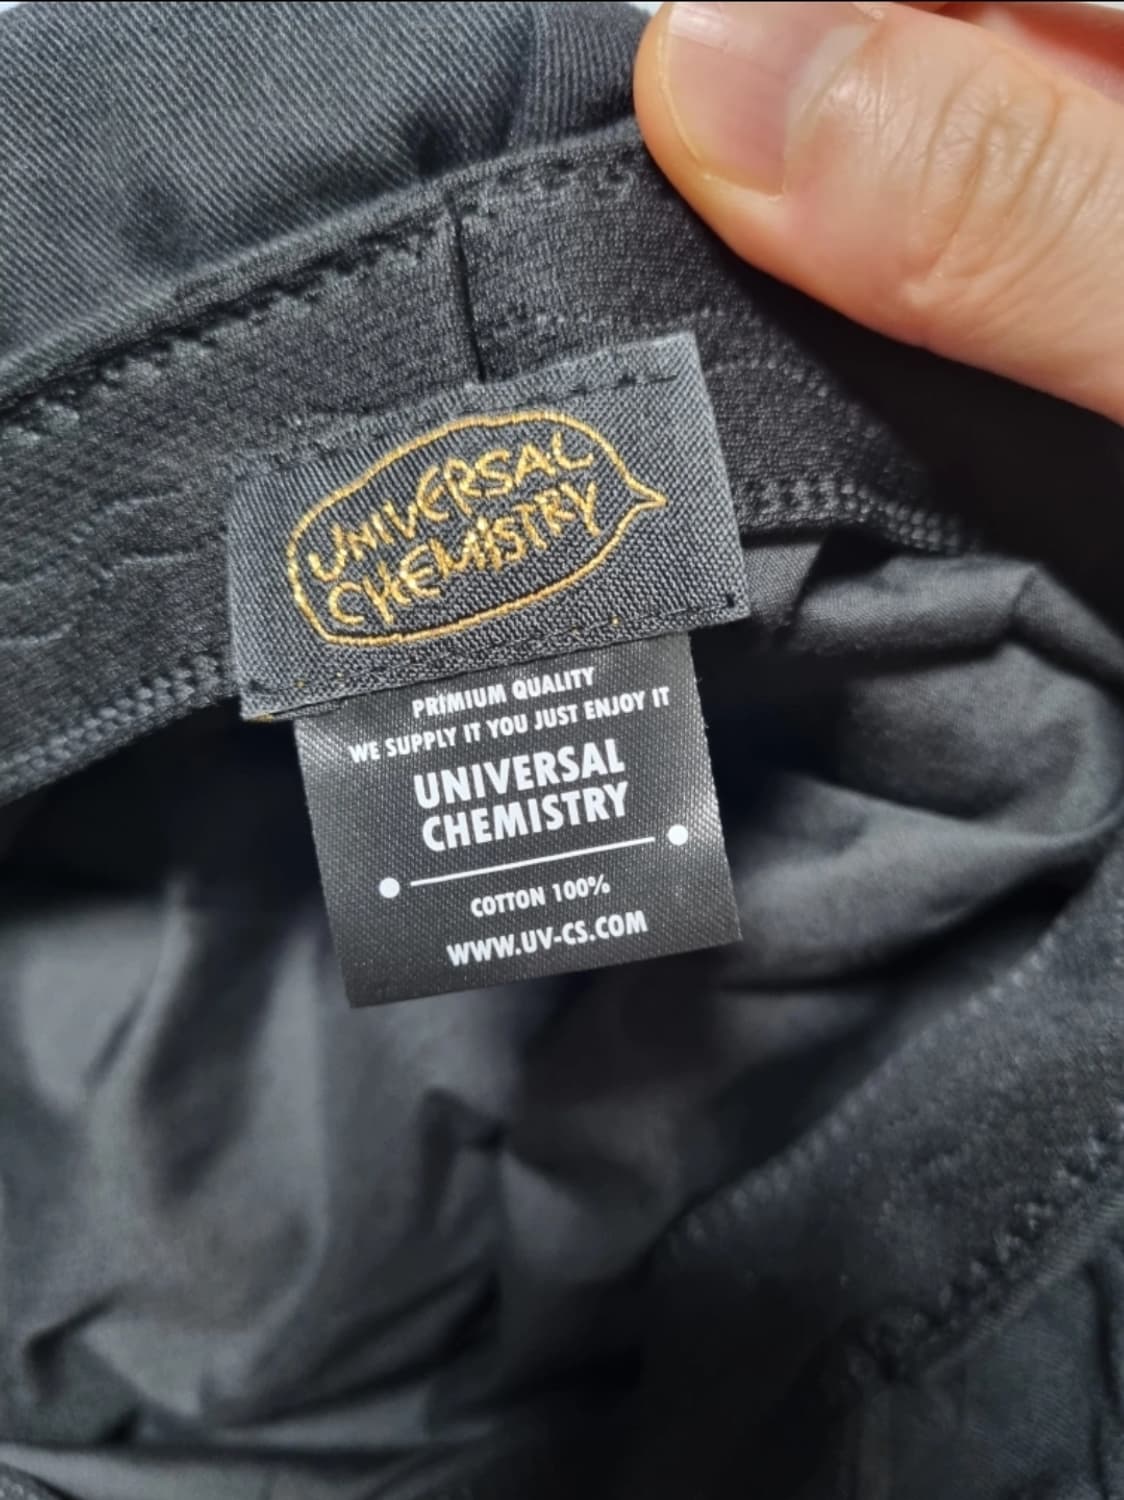 UNIVERSAL
CHEMISTRY
PRIMIUM QUALITY
WE SUPPLY IT YOU JUST ENJOY IT
UNIVERSAL
CHEMISTRY
COTTON 100%
WWW.UV-CS.COM